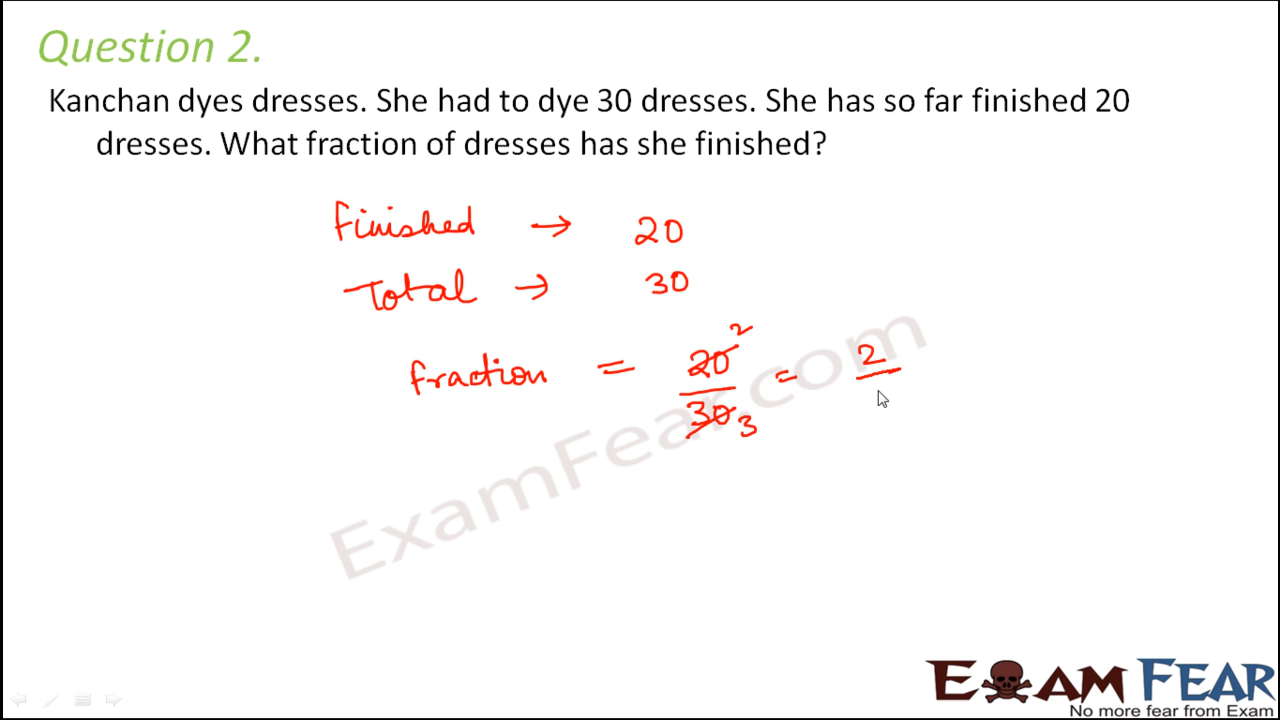 Question 2.
Kanchan dyes dresses. She had to dye 30 dresses. She has so far finished 20
dresses. What fraction of dresses has she finished?
Finished → 20
Total → 30
fraction = 20 2 / 30 3 = 2
ExamFear.com
EXAM FEAR
No more fear from Exam